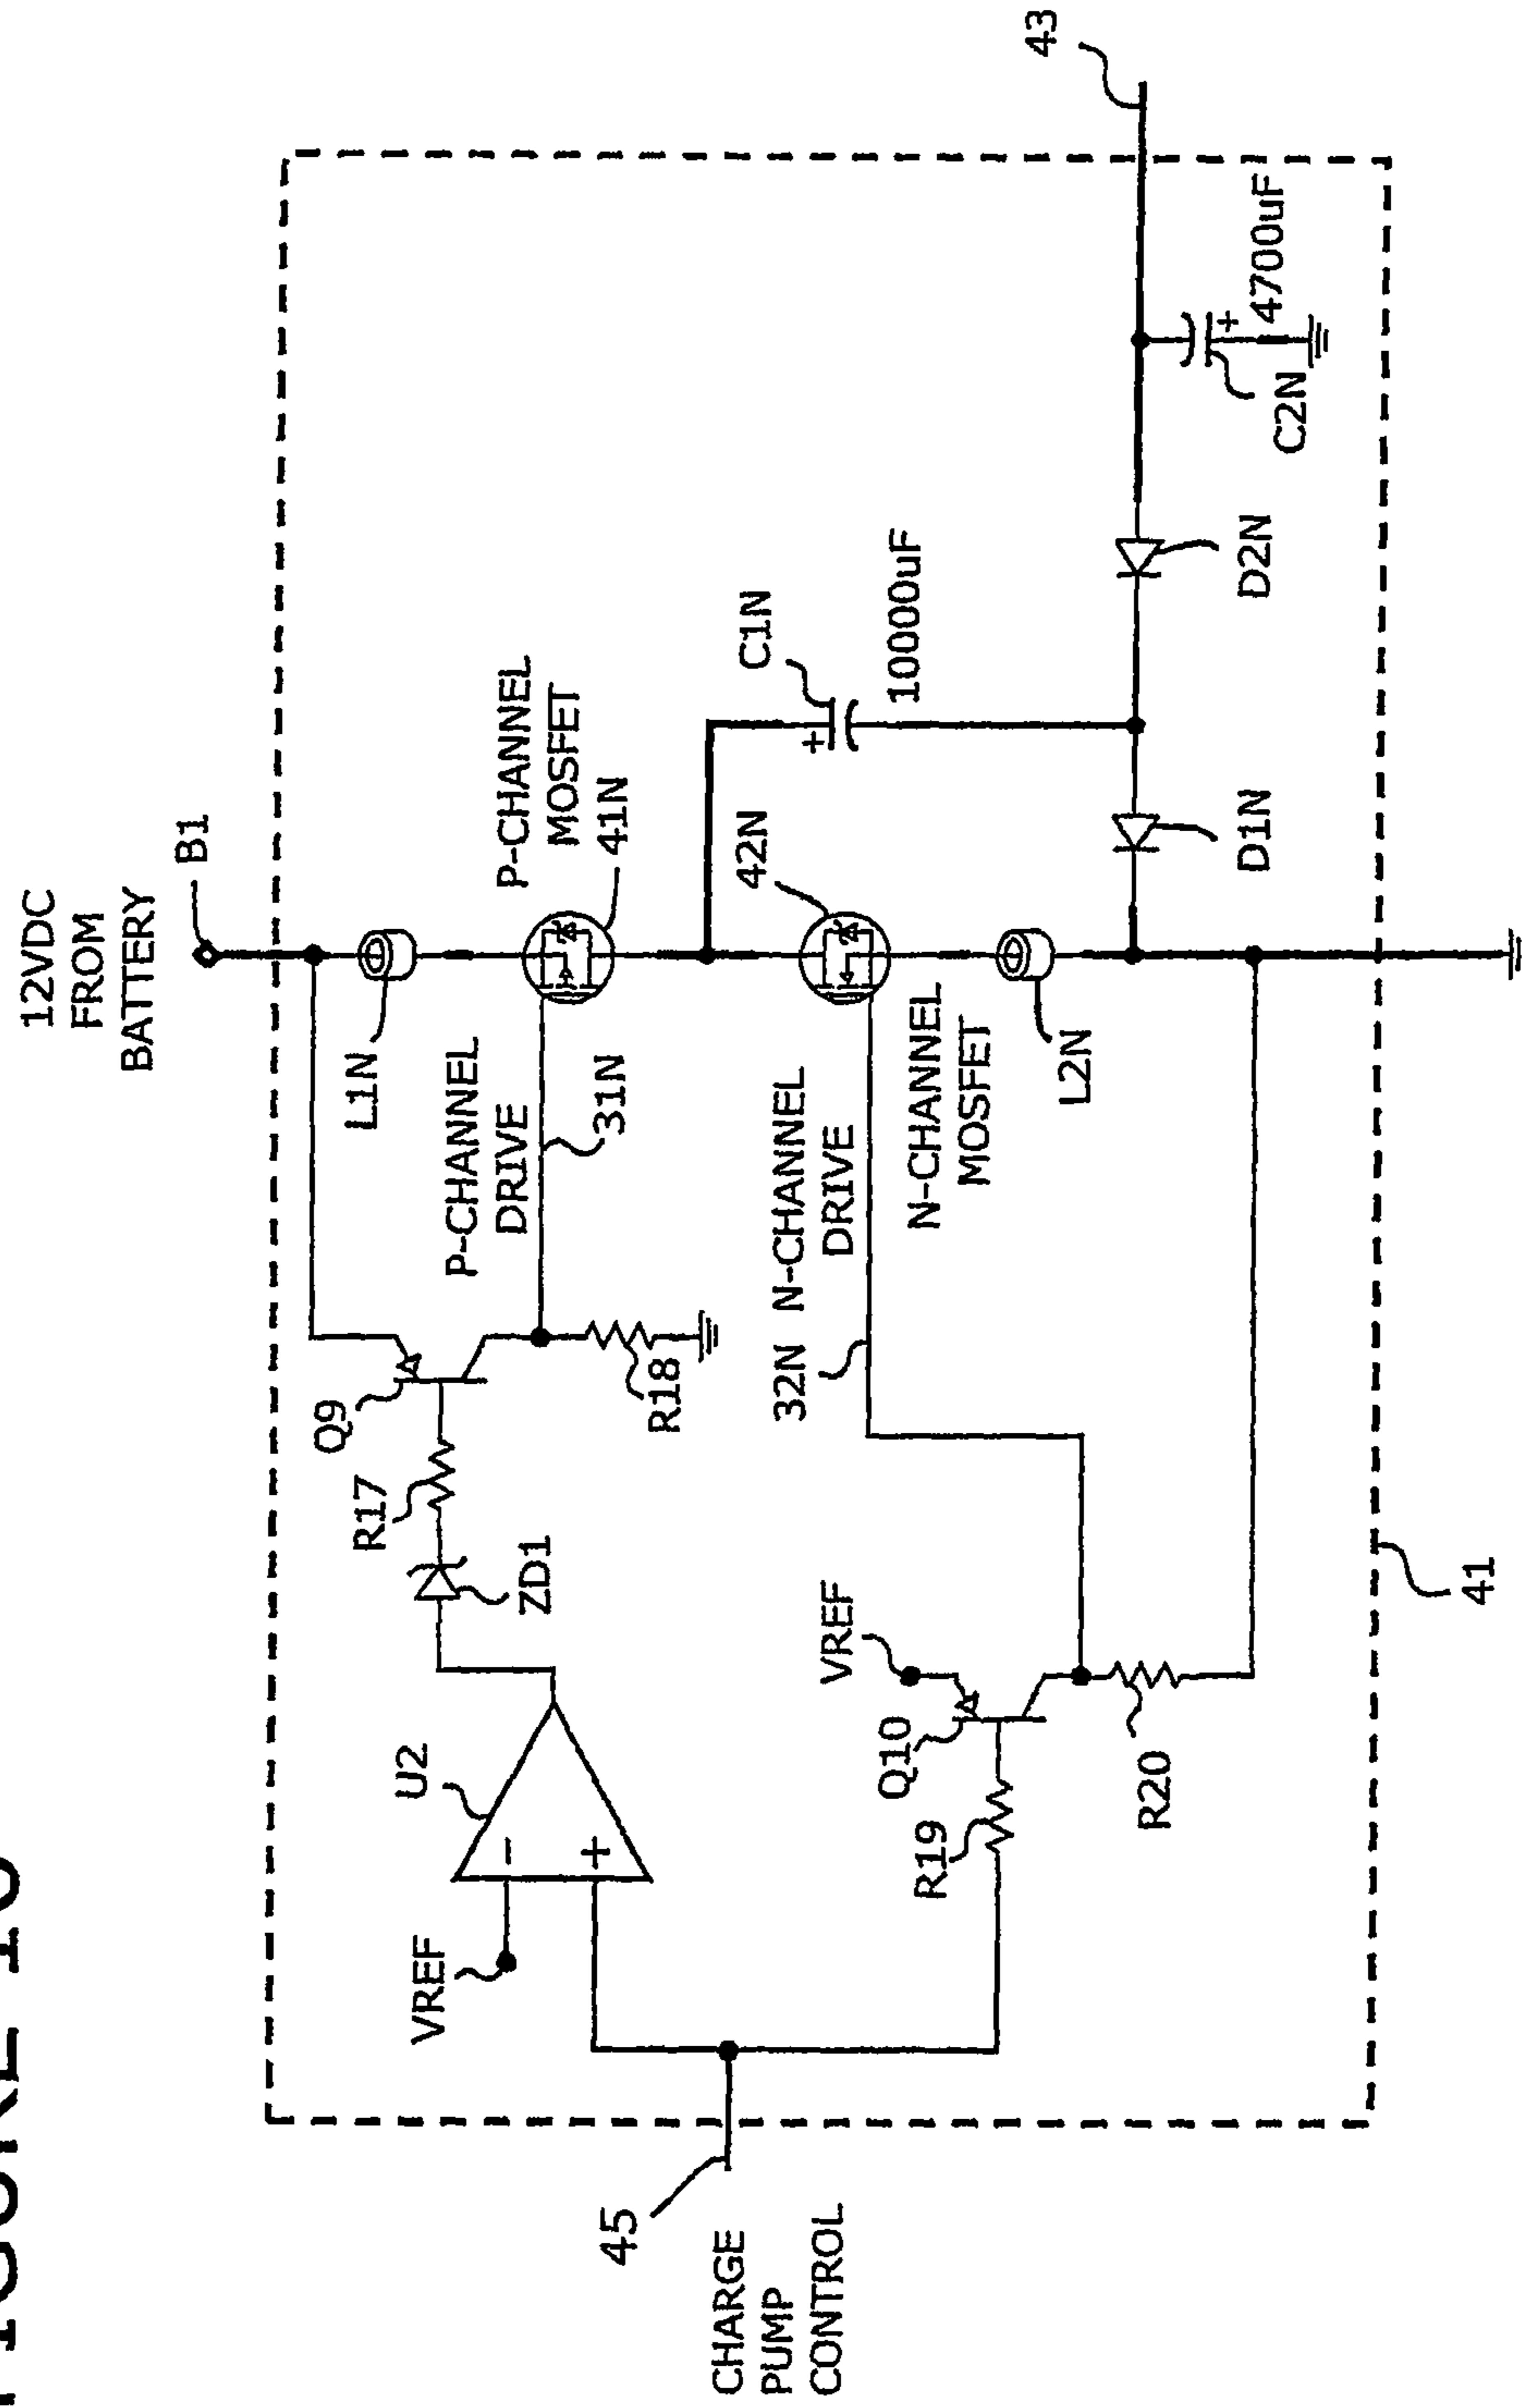 12VDC
FROM
BATTERY
B1
L1N
P-CHANNEL
MOSFET
41N
Q9
R17
ZD1
P-CHANNEL
DRIVE
31N
R18
U2
-
+
VREF
C1N
+
10000uF
42N
32N N-CHANNEL
DRIVE
N-CHANNEL
MOSFET
L2N
VREF
Q10
R19
R20
45
CHARGE
PUMP
CONTROL
D1N
D2N
43
+
4700uF
C2N
41